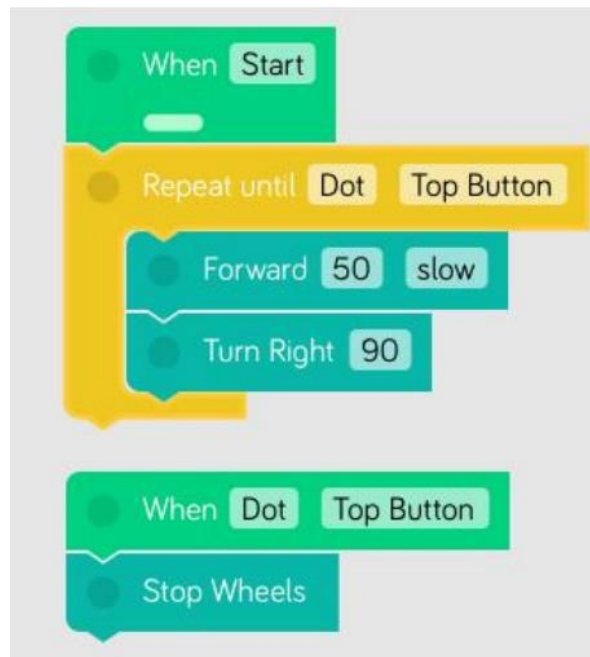 When Start
Repeat until Dot Top Button
Forward 50 slow
Turn Right 90
When Dot Top Button
Stop Wheels